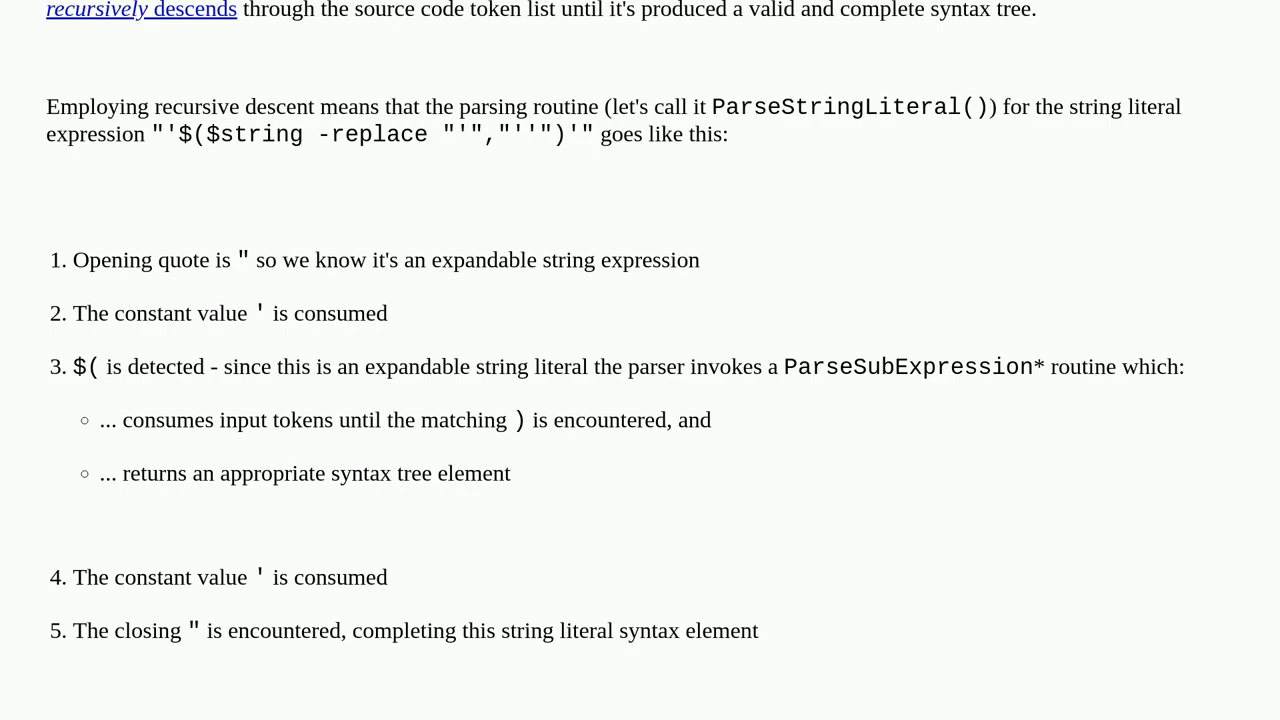 recursively descends through the source code token list until it's produced a valid and complete syntax tree.
Employing recursive descent means that the parsing routine (let's call it ParseStringLiteral()) for the string literal
expression "'$($string -replace "'","''")'" goes like this:
1. Opening quote is " so we know it's an expandable string expression
2. The constant value ' is consumed
3. $( is detected - since this is an expandable string literal the parser invokes a ParseSubExpression* routine which:
○ ... consumes input tokens until the matching ) is encountered, and
○ ... returns an appropriate syntax tree element
4. The constant value ' is consumed
5. The closing " is encountered, completing this string literal syntax element